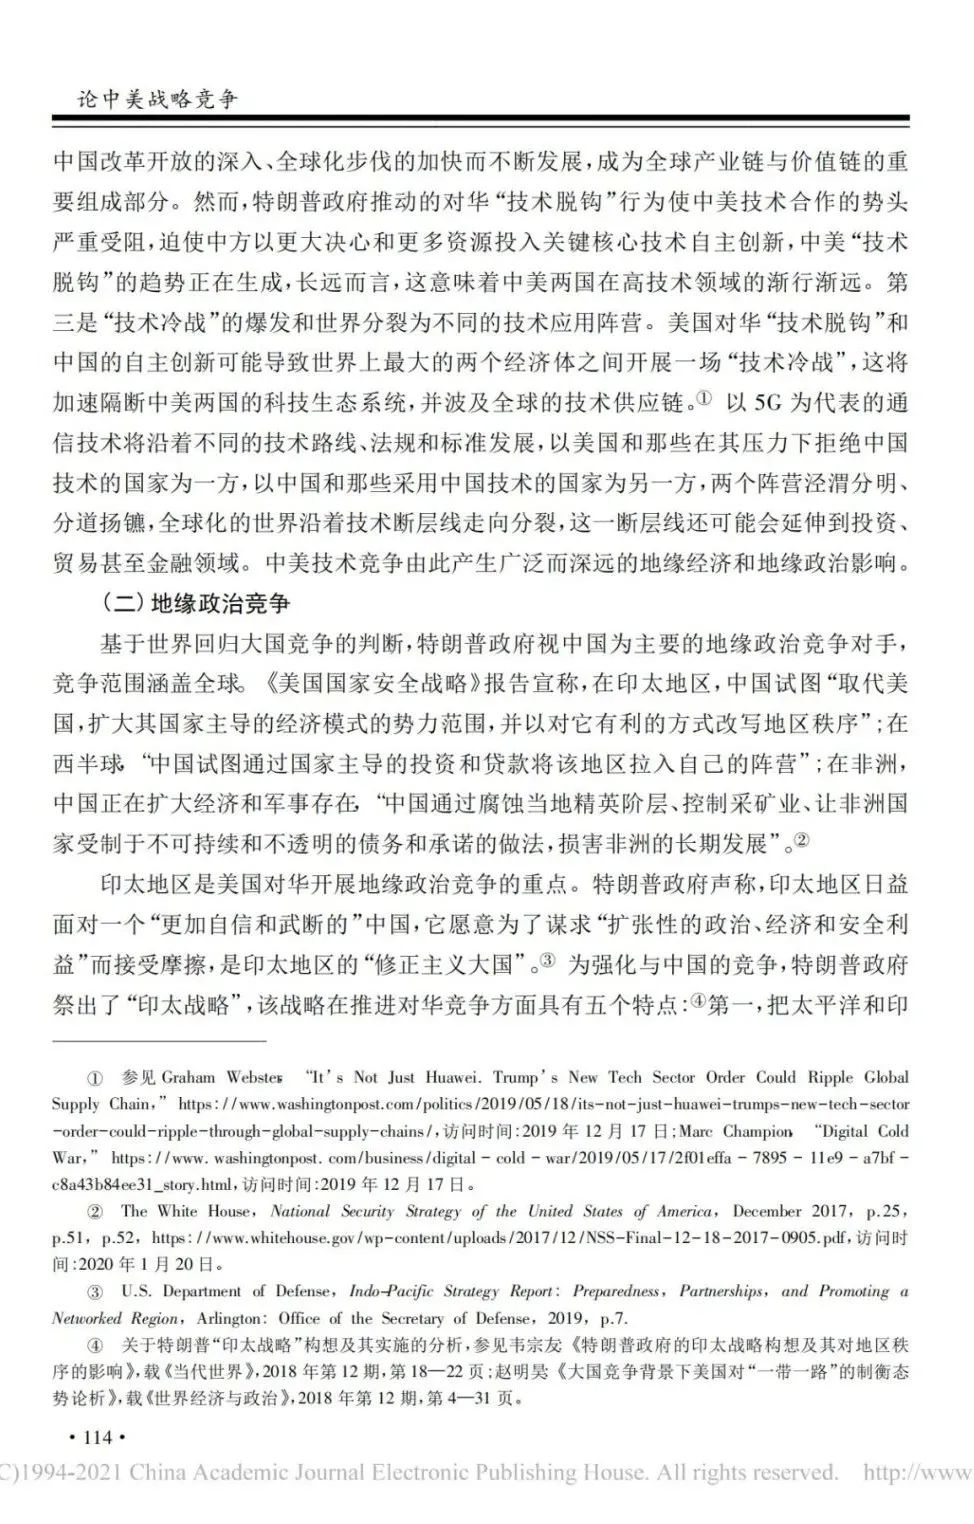 论中美战略竞争
中国改革开放的深入、全球化步伐的加快而不断发展,成为全球产业链与价值链的重
要组成部分。然而,特朗普政府推动的对华“技术脱钩”行为使中美技术合作的势头
严重受阻,迫使中方以更大决心和更多资源投入关键核心技术自主创新,中美“技术
脱钩”的趋势正在生成,长远而言,这意味着中美两国在高技术领域的渐行渐远。第
三是“技术冷战”的爆发和世界分裂为不同的技术应用阵营。美国对华“技术脱钩”和
中国的自主创新可能导致世界上最大的两个经济体之间开展一场“技术冷战”,这将
加速隔断中美两国的科技生态系统,并波及全球的技术供应链。① 以 5G 为代表的通
信技术将沿着不同的技术路线、法规和标准发展,以美国和那些在其压力下拒绝中国
技术的国家为一方,以中国和那些采用中国技术的国家为另一方,两个阵营泾渭分明、
分道扬镳,全球化的世界沿着技术断层线走向分裂,这一断层线还可能会延伸到投资、
贸易甚至金融领域。中美技术竞争由此产生广泛而深远的地缘经济和地缘政治影响。
(二)地缘政治竞争
基于世界回归大国竞争的判断,特朗普政府视中国为主要的地缘政治竞争对手,
竞争范围涵盖全球。《美国国家安全战略》报告宣称,在印太地区,中国试图“取代美
国,扩大其国家主导的经济模式的势力范围,并以对它有利的方式改写地区秩序”;在
西半球,“中国试图通过国家主导的投资和贷款将该地区拉入自己的阵营”;在非洲,
中国正在扩大经济和军事存在,“中国通过腐蚀当地精英阶层、控制采矿业、让非洲国
家受制于不可持续和不透明的债务和承诺的做法,损害非洲的长期发展”。②
印太地区是美国对华开展地缘政治竞争的重点。特朗普政府声称,印太地区日益
面对一个“更加自信和武断的”中国,它愿意为了谋求“扩张性的政治、经济和安全利
益”而接受摩擦,是印太地区的“修正主义大国”。③ 为强化与中国的竞争,特朗普政府
祭出了“印太战略”,该战略在推进对华竞争方面具有五个特点:④第一,把太平洋和印
① 参见 Graham Webster, “It’s Not Just Huawei. Trump’s New Tech Sector Order Could Ripple Global
Supply Chain,” https://www.washingtonpost.com/politics/2019/05/18/its-not-just-huawei-trumps-new-tech-sector
-order-could-ripple-through-global-supply-chains/,访问时间:2019 年 12 月 17 日;Marc Champion, “Digital Cold
War,” https://www.washingtonpost.com/business/digital-cold-war/2019/05/17/2f01effa-7895-11e9-a7bf-
c8a43b84ee31_story.html,访问时间:2019 年 12 月 17 日。
② The White House, National Security Strategy of the United States of America, December 2017, p.25,
p.51, p.52, https://www.whitehouse.gov/wp-content/uploads/2017/12/NSS-Final-12-18-2017-0905.pdf,访问时
间:2020 年 1 月 20 日。
③ U.S. Department of Defense, Indo-Pacific Strategy Report: Preparedness, Partnerships, and Promoting a
Networked Region, Arlington: Office of the Secretary of Defense, 2019, p.7.
④ 关于特朗普“印太战略”构想及其实施的分析,参见韦宗友:《特朗普政府的印太战略构想及其对地区秩
序的影响》,载《当代世界》,2018 年第 12 期,第 18—22 页;赵明昊:《大国竞争背景下美国对“一带一路”的制衡态
势论析》,载《世界经济与政治》,2018 年第 12 期,第 4—31 页。
·114·
C)1994-2021 China Academic Journal Electronic Publishing House. All rights reserved. http://www